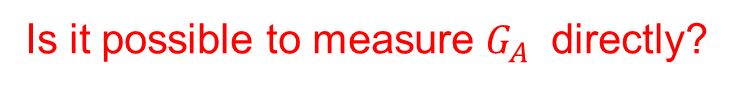 Is it possible to measure $G_A$ directly?